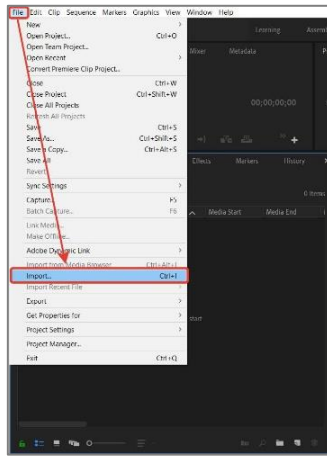 File Edit Clip Sequence Markers Graphics View Window Help
New
Open Project... Ctrl+O
Open Team Project...
Open Recent
Convert Premiere Clip Project...
Close Ctrl+W
Close Project Ctrl+Shift+W
Close All Projects
Refresh All Projects
Save Ctrl+S
Save As... Ctrl+Shift+S
Save a Copy... Ctrl+Alt+S
Save All
Revert
Sync Settings
Capture... F5
Batch Capture... F6
Link Media...
Make Offline...
Adobe Dynamic Link
Import from Media Browser Ctrl+Alt+I
Import... Ctrl+I
Import Recent File
Export
Get Properties for
Project Settings
Project Manager...
Exit Ctrl+Q
Learning
Mixer Metadata
00;00;00;00
Effects Markers History
0 Items
Media Start Media End
start